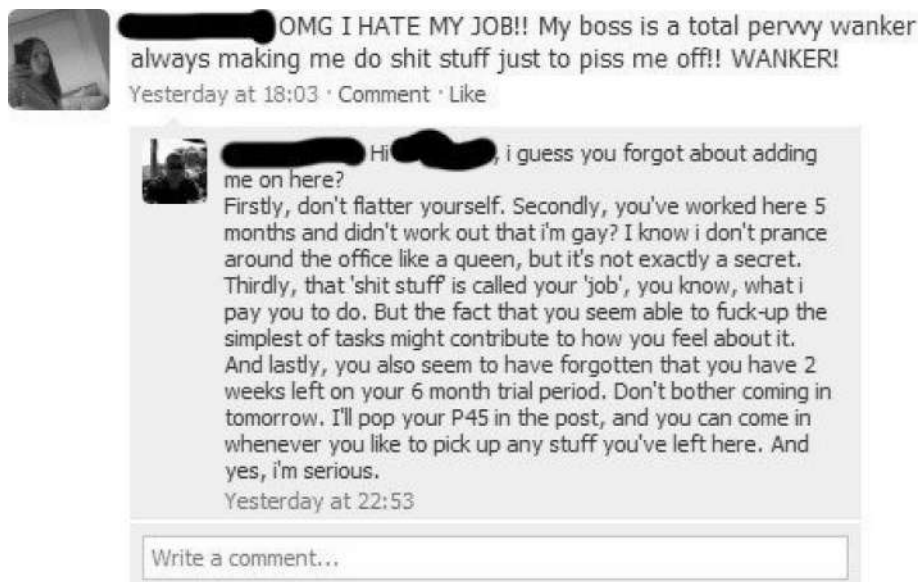 OMG I HATE MY JOB!! My boss is a total pervvy wanker
always making me do shit stuff just to piss me off!! WANKER!
Yesterday at 18:03 · Comment · Like
Hi , i guess you forgot about adding
me on here?
Firstly, don't flatter yourself. Secondly, you've worked here 5
months and didn't work out that i'm gay? I know i don't prance
around the office like a queen, but it's not exactly a secret.
Thirdly, that 'shit stuff' is called your 'job', you know, what i
pay you to do. But the fact that you seem able to fuck-up the
simplest of tasks might contribute to how you feel about it.
And lastly, you also seem to have forgotten that you have 2
weeks left on your 6 month trial period. Don't bother coming in
tomorrow. I'll pop your P45 in the post, and you can come in
whenever you like to pick up any stuff you've left here. And
yes, i'm serious.
Yesterday at 22:53
Write a comment...